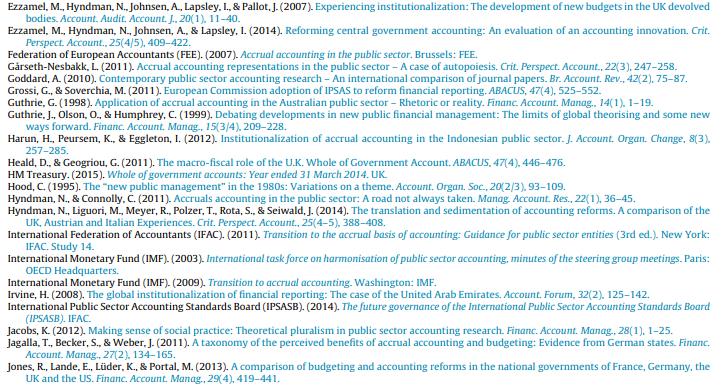 Ezzamel, M., Hyndman, N., Johnsen, A., Lapsley, I., & Pallot, J. (2007). Experiencing institutionalization: The development of new budgets in the UK devolved
bodies. Account. Audit. Account. J., 20(1), 11–40.
Ezzamel, M., Hyndman, N., Johnsen, A., & Lapsley, I. (2014). Reforming central government accounting: An evaluation of an accounting innovation. Crit.
Perspect. Account., 25(4/5), 409–422.
Federation of European Accountants (FEE). (2007). Accrual accounting in the public sector. Brussels: FEE.
Gårseth-Nesbakk, L. (2011). Accrual accounting representations in the public sector – A case of autopoiesis. Crit. Perspect. Account., 22(3), 247–258.
Goddard, A. (2010). Contemporary public sector accounting research – An international comparison of journal papers. Br. Account. Rev., 42(2), 75–87.
Grossi, G., & Soverchia, M. (2011). European Commission adoption of IPSAS to reform financial reporting. ABACUS, 47(4), 525–552.
Guthrie, G. (1998). Application of accrual accounting in the Australian public sector – Rhetoric or reality. Financ. Account. Manag., 14(1), 1–19.
Guthrie, J., Olson, O., & Humphrey, C. (1999). Debating developments in new public financial management: The limits of global theorising and some new
ways forward. Financ. Account. Manag., 15(3/4), 209–228.
Harun, H., Peursem, K., & Eggleton, I. (2012). Institutionalization of accrual accounting in the Indonesian public sector. J. Account. Organ. Change, 8(3),
257–285.
Heald, D., & Geogriou, G. (2011). The macro-fiscal role of the U.K. Whole of Government Account. ABACUS, 47(4), 446–476.
HM Treasury. (2015). Whole of government accounts: Year ended 31 March 2014. UK.
Hood, C. (1995). The “new public management” in the 1980s: Variations on a theme. Account. Organ. Soc., 20(2/3), 93–109.
Hyndman, N., & Connolly, C. (2011). Accruals accounting in the public sector: A road not always taken. Manag. Account. Res., 22(1), 36–45.
Hyndman, N., Liguori, M., Meyer, R., Polzer, T., Rota, S., & Seiwald, J. (2014). The translation and sedimentation of accounting reforms. A comparison of the
UK, Austrian and Italian Experiences. Crit. Perspect. Account., 25(4–5), 388–408.
International Federation of Accountants (IFAC). (2011). Transition to the accrual basis of accounting: Guidance for public sector entities (3rd ed.). New York:
IFAC. Study 14.
International Monetary Fund (IMF). (2003). International task force on harmonisation of public sector accounting, minutes of the steering group meetings. Paris:
OECD Headquarters.
International Monetary Fund (IMF). (2009). Transition to accrual accounting. Washington: IMF.
Irvine, H. (2008). The global institutionalization of financial reporting: The case of the United Arab Emirates. Account. Forum, 32(2), 125–142.
International Public Sector Accounting Standards Board (IPSASB). (2014). The future governance of the International Public Sector Accounting Standards Board
(IPSASB). IFAC.
Jacobs, K. (2012). Making sense of social practice: Theoretical pluralism in public sector accounting research. Financ. Account. Manag., 28(1), 1–25.
Jagalla, T., Becker, S., & Weber, J. (2011). A taxonomy of the perceived benefits of accrual accounting and budgeting: Evidence from German states. Financ.
Account. Manag., 27(2), 134–165.
Jones, R., Lande, E., Lüder, K., & Portal, M. (2013). A comparison of budgeting and accounting reforms in the national governments of France, Germany, the
UK and the US. Financ. Account. Manag., 29(4), 419–441.